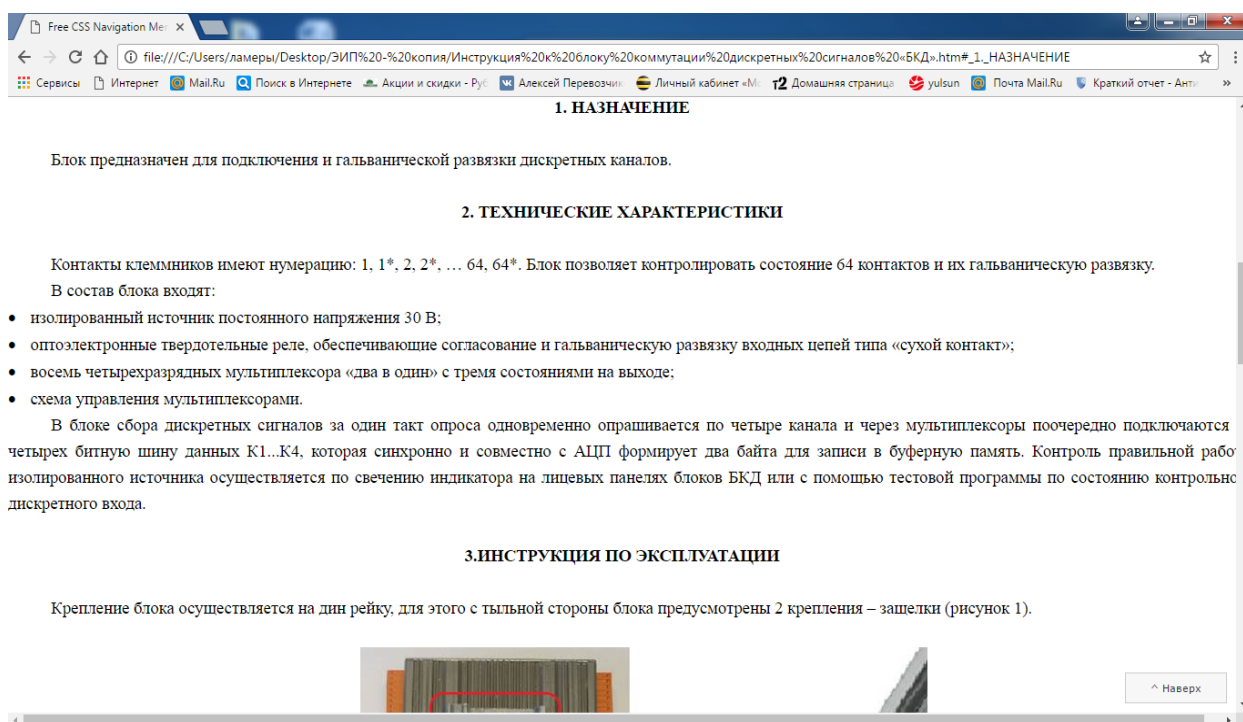 Free CSS Navigation Me
file:///C:/Users/ламеры/Desktop/ЭИП%20-%20копия/Инструкция%20к%20блоку%20коммутации%20дискретных%20сигналов%20«БКД».htm#_1._НАЗНАЧЕНИЕ
Сервисы Интернет Mail.Ru Поиск в Интернете Акции и скидки - Ру Алексей Перевозчик Личный кабинет «М Домашняя страница yulsun Почта Mail.Ru Краткий отчет - Анти »
1. НАЗНАЧЕНИЕ
Блок предназначен для подключения и гальванической развязки дискретных каналов.
2. ТЕХНИЧЕСКИЕ ХАРАКТЕРИСТИКИ
Контакты клеммников имеют нумерацию: 1, 1*, 2, 2*, … 64, 64*. Блок позволяет контролировать состояние 64 контактов и их гальваническую развязку.
В состав блока входят:
• изолированный источник постоянного напряжения 30 В;
• оптоэлектронные твердотельные реле, обеспечивающие согласование и гальваническую развязку входных цепей типа «сухой контакт»;
• восемь четырехразрядных мультиплексора «два в один» с тремя состояниями на выходе;
• схема управления мультиплексорами.
В блоке сбора дискретных сигналов за один такт опроса одновременно опрашивается по четыре канала и через мультиплексоры поочередно подключаются
четырех битную шину данных К1...К4, которая синхронно и совместно с АЦП формирует два байта для записи в буферную память. Контроль правильной рабо
изолированного источника осуществляется по свечению индикатора на лицевых панелях блоков БКД или с помощью тестовой программы по состоянию контрольно
дискретного входа.
3.ИНСТРУКЦИЯ ПО ЭКСПЛУАТАЦИИ
Крепление блока осуществляется на дин рейку, для этого с тыльной стороны блока предусмотрены 2 крепления – защелки (рисунок 1).
^ Наверх